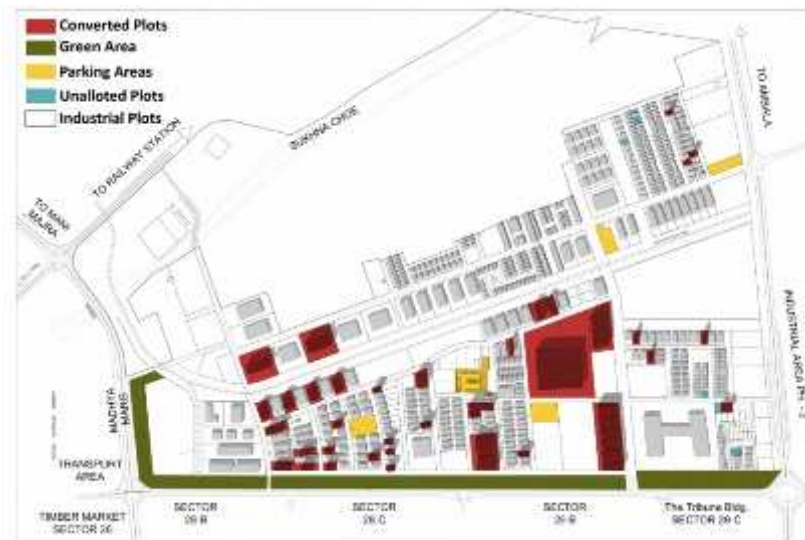 Converted Plots
Green Area
Parking Areas
Unalloted Plots
Industrial Plots
TO RAILWAY STATION
SUKHNA CHOE
TO AMBALA
TO MANI
MAJRA
MADHYA
MARG
INDUSTRIAL AREA PH - 2
TRANSPORT
AREA
TIMBER MARKET
SECTOR 26
SECTOR
28 B
SECTOR
28 C
SECTOR
29 B
The Tribune Bldg.
SECTOR 29 C